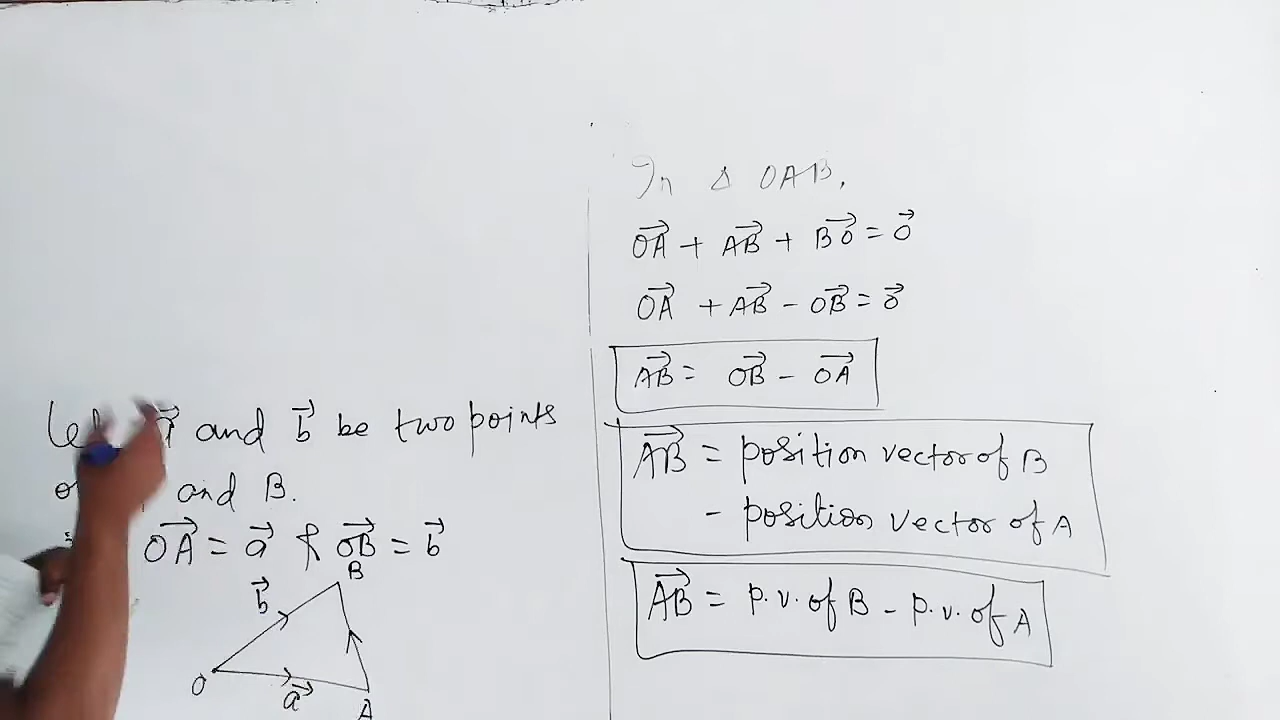 Let a⃗ and b⃗ be two points
and B.
OA⃗ = a⃗ & OB⃗ = b⃗
B
b⃗
O
a⃗
A
In Δ OAB,
OA⃗ + AB⃗ + BO⃗ = 0⃗
OA⃗ + AB⃗ - OB⃗ = 0⃗
AB⃗ = OB⃗ - OA⃗
AB⃗ = position vector of B
- position vector of A
AB⃗ = p.v. of B - p.v. of A